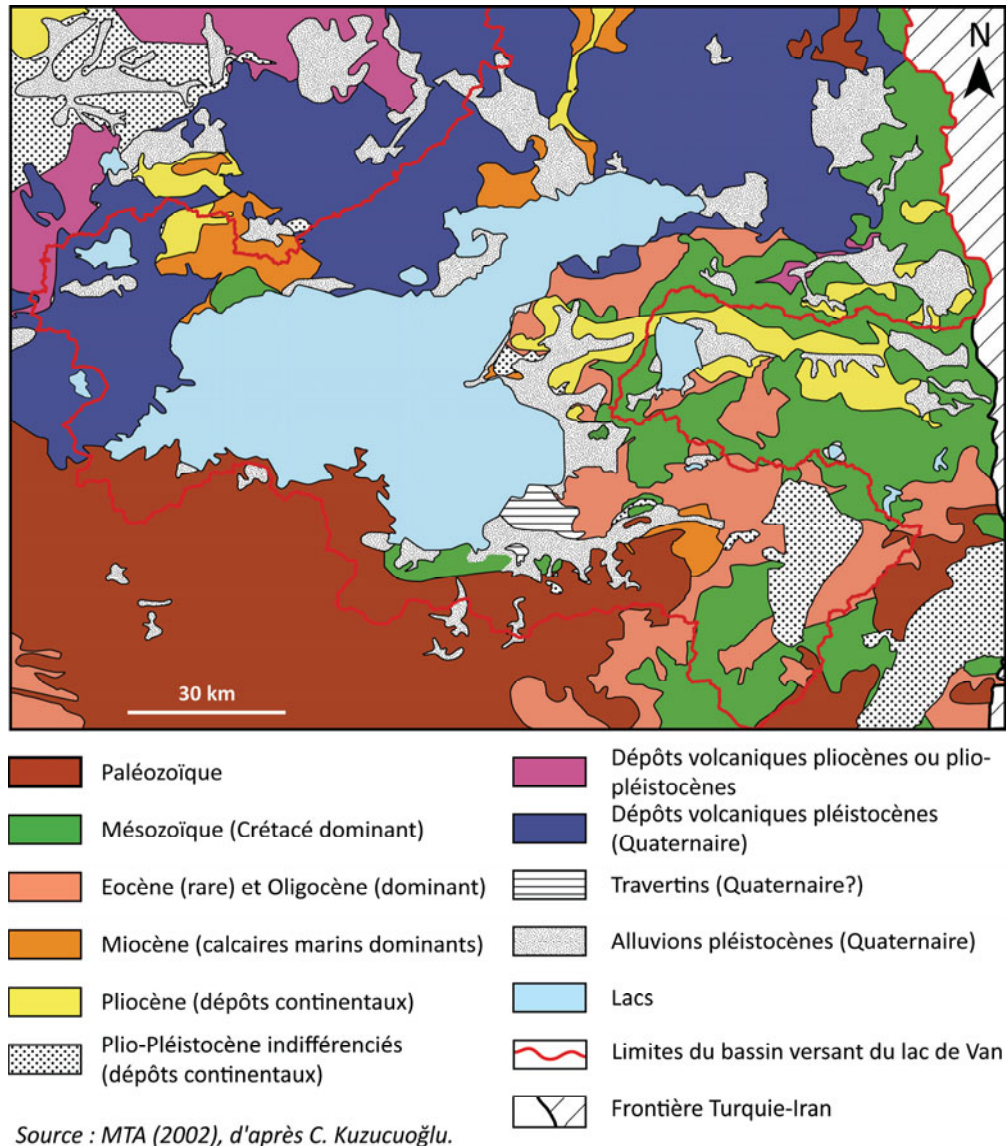 N
30 km
Paléozoïque
Mésozoïque (Crétacé dominant)
Eocène (rare) et Oligocène (dominant)
Miocène (calcaires marins dominants)
Pliocène (dépôts continentaux)
Plio-Pléistocène indifférenciés
(dépôts continentaux)
Dépôts volcaniques pliocènes ou plio-
pléistocènes
Dépôts volcaniques pléistocènes
(Quaternaire)
Travertins (Quaternaire?)
Alluvions pléistocènes (Quaternaire)
Lacs
Limites du bassin versant du lac de Van
Frontière Turquie-Iran
Source : MTA (2002), d'après C. Kuzucuoğlu.